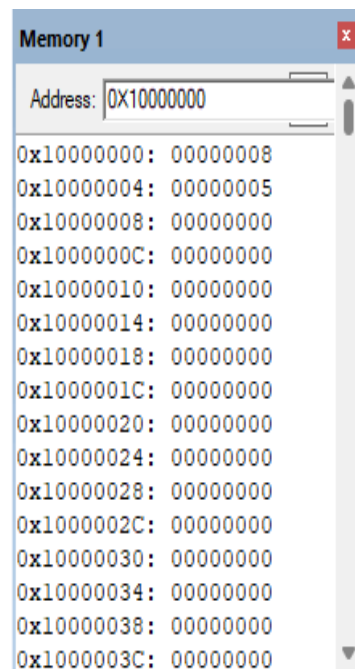 Memory 1
Address: 0X10000000
0x10000000: 00000008
0x10000004: 00000005
0x10000008: 00000000
0x1000000C: 00000000
0x10000010: 00000000
0x10000014: 00000000
0x10000018: 00000000
0x1000001C: 00000000
0x10000020: 00000000
0x10000024: 00000000
0x10000028: 00000000
0x1000002C: 00000000
0x10000030: 00000000
0x10000034: 00000000
0x10000038: 00000000
0x1000003C: 00000000